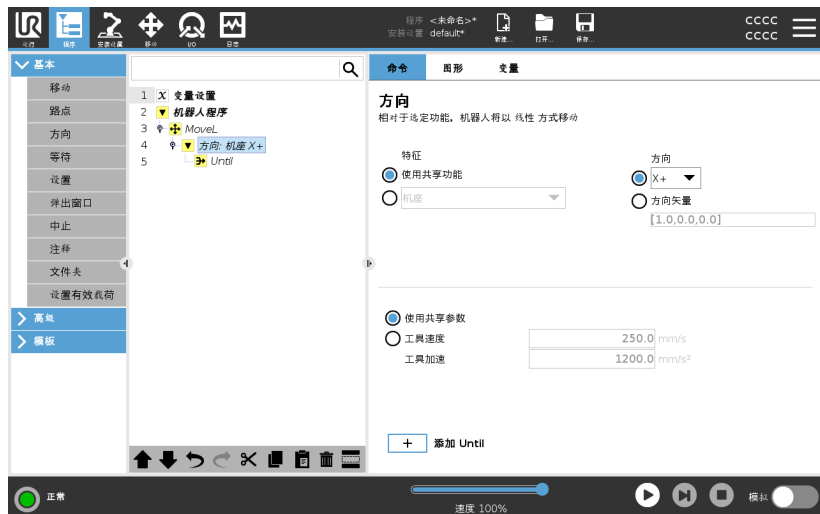 UR
运行
程序
安装设置
移动
I/O
日志
程序 <未命名>*
安装设置 default*
新建...
打开...
保存...
CCCC
CCCC
基本
移动
路点
方向
等待
设置
弹出窗口
中止
注释
文件夹
设置有效载荷
高级
模板
1 X 变量设置
2 机器人程序
3 MoveL
4 方向: 机座 X+
5 Until
命令 图形 变量
方向
相对于选定功能，机器人将以 线性 方式移动
特征
使用共享功能
机座
方向
X+
方向矢量
[1.0,0.0,0.0]
使用共享参数
工具速度 250.0 mm/s
工具加速 1200.0 mm/s²
+ 添加 Until
正常
速度 100%
模拟